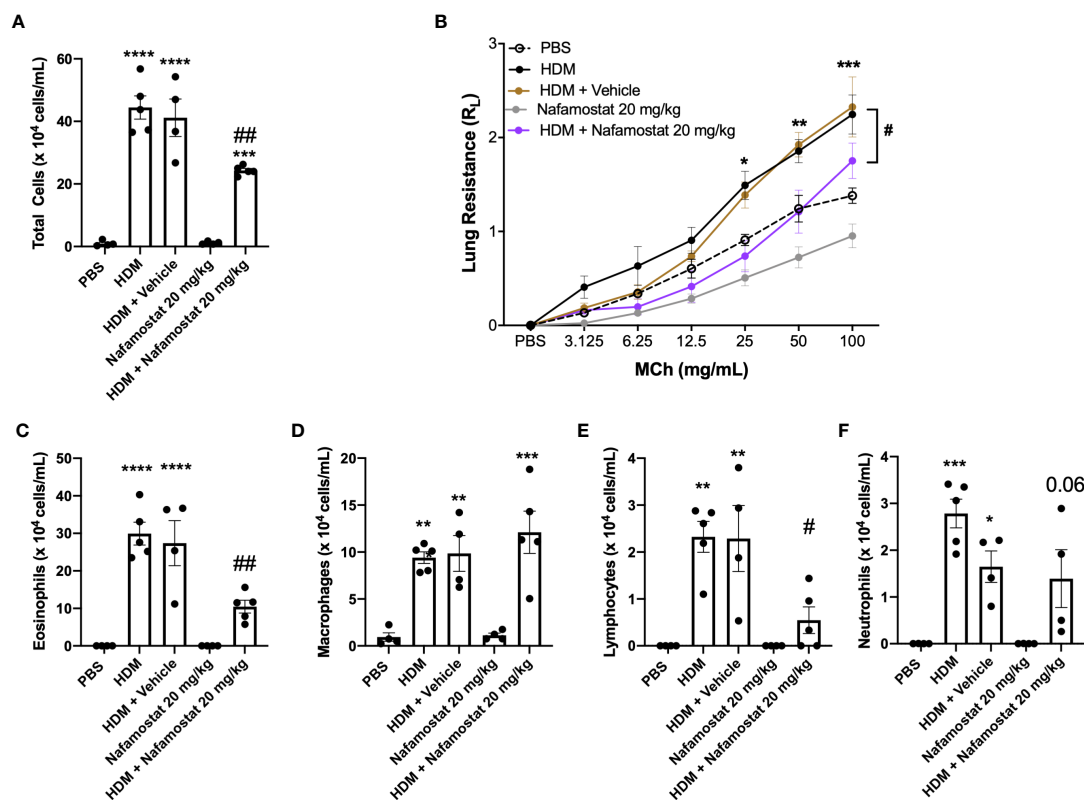 A
Total Cells (x 10⁴ cells/mL)
60
40
20
0
****
****
##
***
PBS
HDM
HDM + Vehicle
Nafamostat 20 mg/kg
HDM + Nafamostat 20 mg/kg
B
Lung Resistance (R_L)
3
2
1
0
PBS
HDM
HDM + Vehicle
Nafamostat 20 mg/kg
HDM + Nafamostat 20 mg/kg
*
**
***
#
PBS
3.125
6.25
12.5
25
50
100
MCh (mg/mL)
C
Eosinophils (x 10⁴ cells/mL)
50
40
30
20
10
0
****
****
##
PBS
HDM
HDM + Vehicle
Nafamostat 20 mg/kg
HDM + Nafamostat 20 mg/kg
D
Macrophages (x 10⁴ cells/mL)
20
15
10
5
0
**
**
***
PBS
HDM
HDM + Vehicle
Nafamostat 20 mg/kg
HDM + Nafamostat 20 mg/kg
E
Lymphocytes (x 10⁴ cells/mL)
4
3
2
1
0
**
**
#
PBS
HDM
HDM + Vehicle
Nafamostat 20 mg/kg
HDM + Nafamostat 20 mg/kg
F
Neutrophils (x 10⁴ cells/mL)
4
3
2
1
0
***
*
0.06
PBS
HDM
HDM + Vehicle
Nafamostat 20 mg/kg
HDM + Nafamostat 20 mg/kg